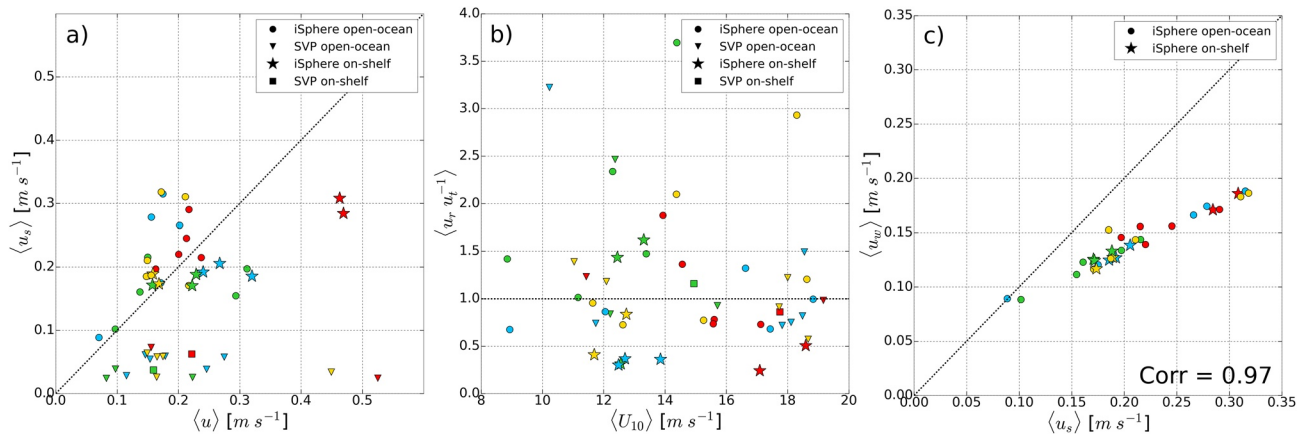 a)
iSphere open-ocean
SVP open-ocean
iSphere on-shelf
SVP on-shelf
0.5
0.4
0.3
0.2
0.1
0.0
⟨u_s⟩ [m s⁻¹]
0.0 0.1 0.2 0.3 0.4 0.5
⟨u⟩ [m s⁻¹]
b)
iSphere open-ocean
SVP open-ocean
iSphere on-shelf
SVP on-shelf
4.0
3.5
3.0
2.5
2.0
1.5
1.0
0.5
0.0
⟨u_r u_t⁻¹⟩
8 10 12 14 16 18 20
⟨U₁₀⟩ [m s⁻¹]
c)
iSphere open-ocean
iSphere on-shelf
0.35
0.30
0.25
0.20
0.15
0.10
0.05
0.00
⟨u_w⟩ [m s⁻¹]
Corr = 0.97
0.00 0.05 0.10 0.15 0.20 0.25 0.30 0.35
⟨u_s⟩ [m s⁻¹]